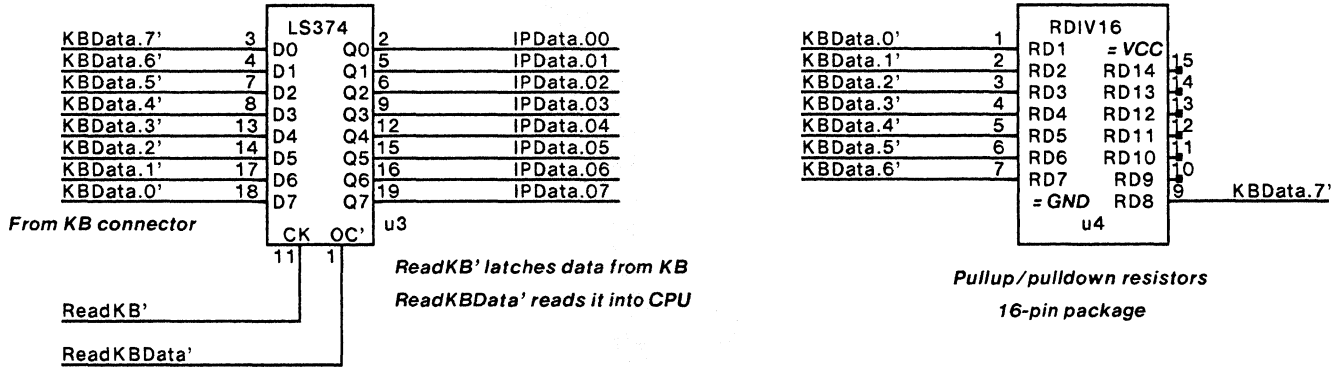 LS374
KBData.7' 3 D0 Q0 2 IPData.00
KBData.6' 4 D1 Q1 5 IPData.01
KBData.5' 7 D2 Q2 6 IPData.02
KBData.4' 8 D3 Q3 9 IPData.03
KBData.3' 13 D4 Q4 12 IPData.04
KBData.2' 14 D5 Q5 15 IPData.05
KBData.1' 17 D6 Q6 16 IPData.06
KBData.0' 18 D7 Q7 19 IPData.07
From KB connector
CK OC' u3
11 1
ReadKB' latches data from KB
ReadKBData' reads it into CPU
ReadKB'
ReadKBData'
RDIV16
KBData.0' 1 RD1 =VCC
KBData.1' 2 RD2 RD14 15
KBData.2' 3 RD3 RD13 14
KBData.3' 4 RD4 RD12 13
KBData.4' 5 RD5 RD11 12
KBData.5' 6 RD6 RD10 11
KBData.6' 7 RD7 RD9 10
=GND RD8 9 KBData.7'
u4
Pullup/pulldown resistors
16-pin package